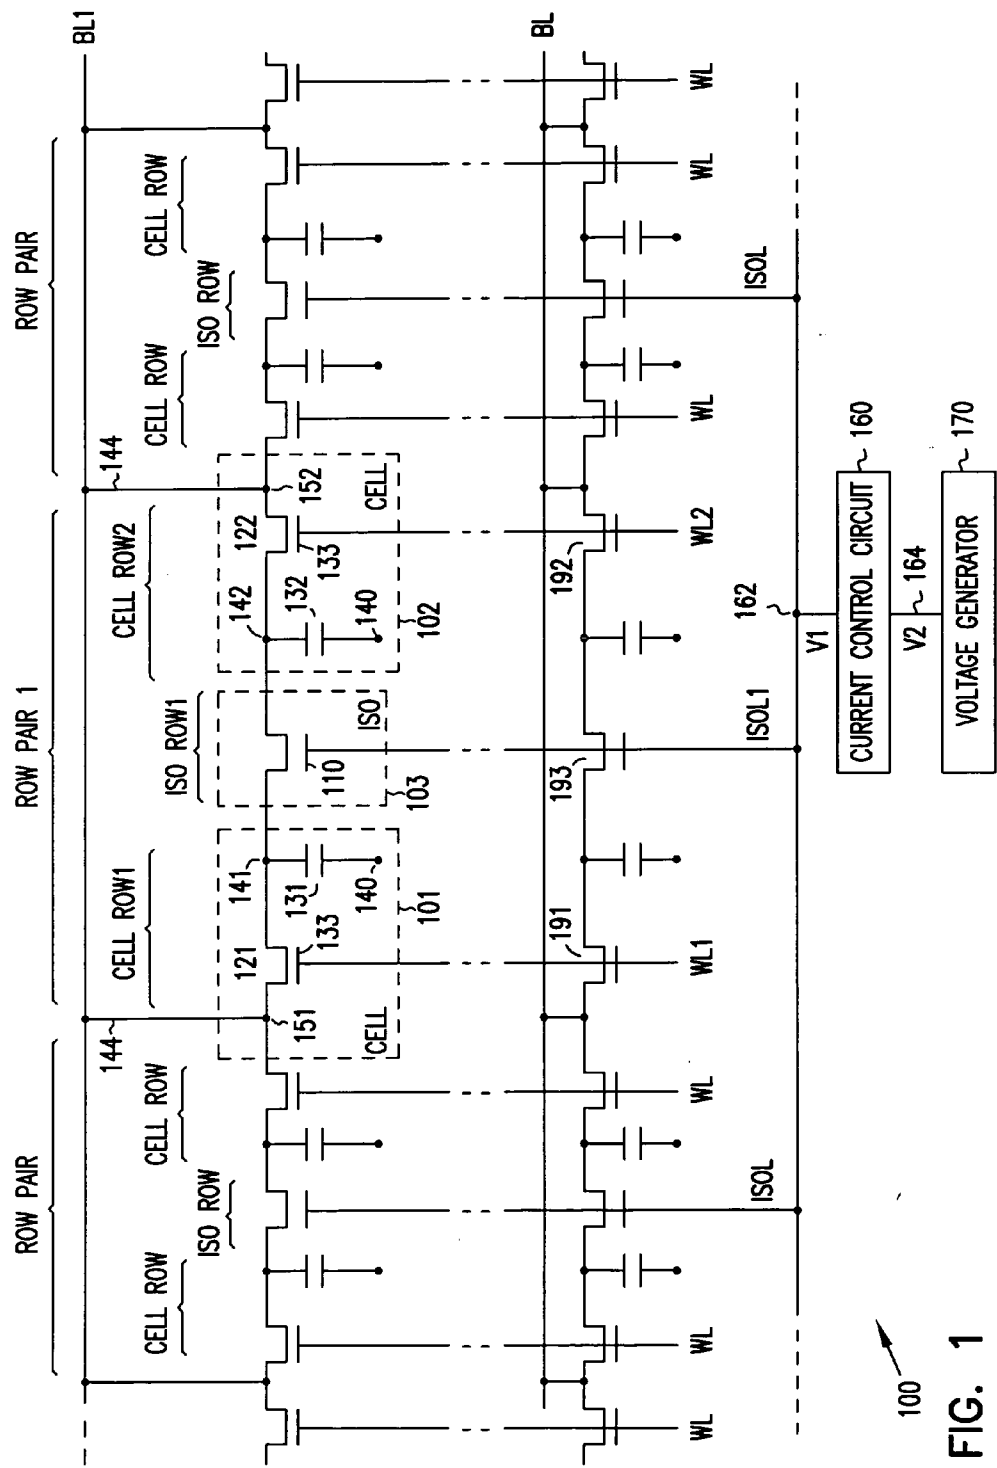 ROW PAIR
ROW PAIR 1
ROW PAIR
CELL ROW
CELL ROW
CELL ROW1
CELL ROW2
CELL ROW
CELL ROW
ISO ROW
ISO ROW1
ISO ROW
BL1
144
144
121
141
142
122
151
133
131
140
110
132
140
133
152
CELL
101
ISO
103
CELL
102
BL
191
193
192
WL
WL
WL
WL1
WL2
WL
WL
WL
ISOL
ISOL1
ISOL
162
V1
CURRENT CONTROL CIRCUIT
160
V2
164
VOLTAGE GENERATOR
170
100
FIG. 1